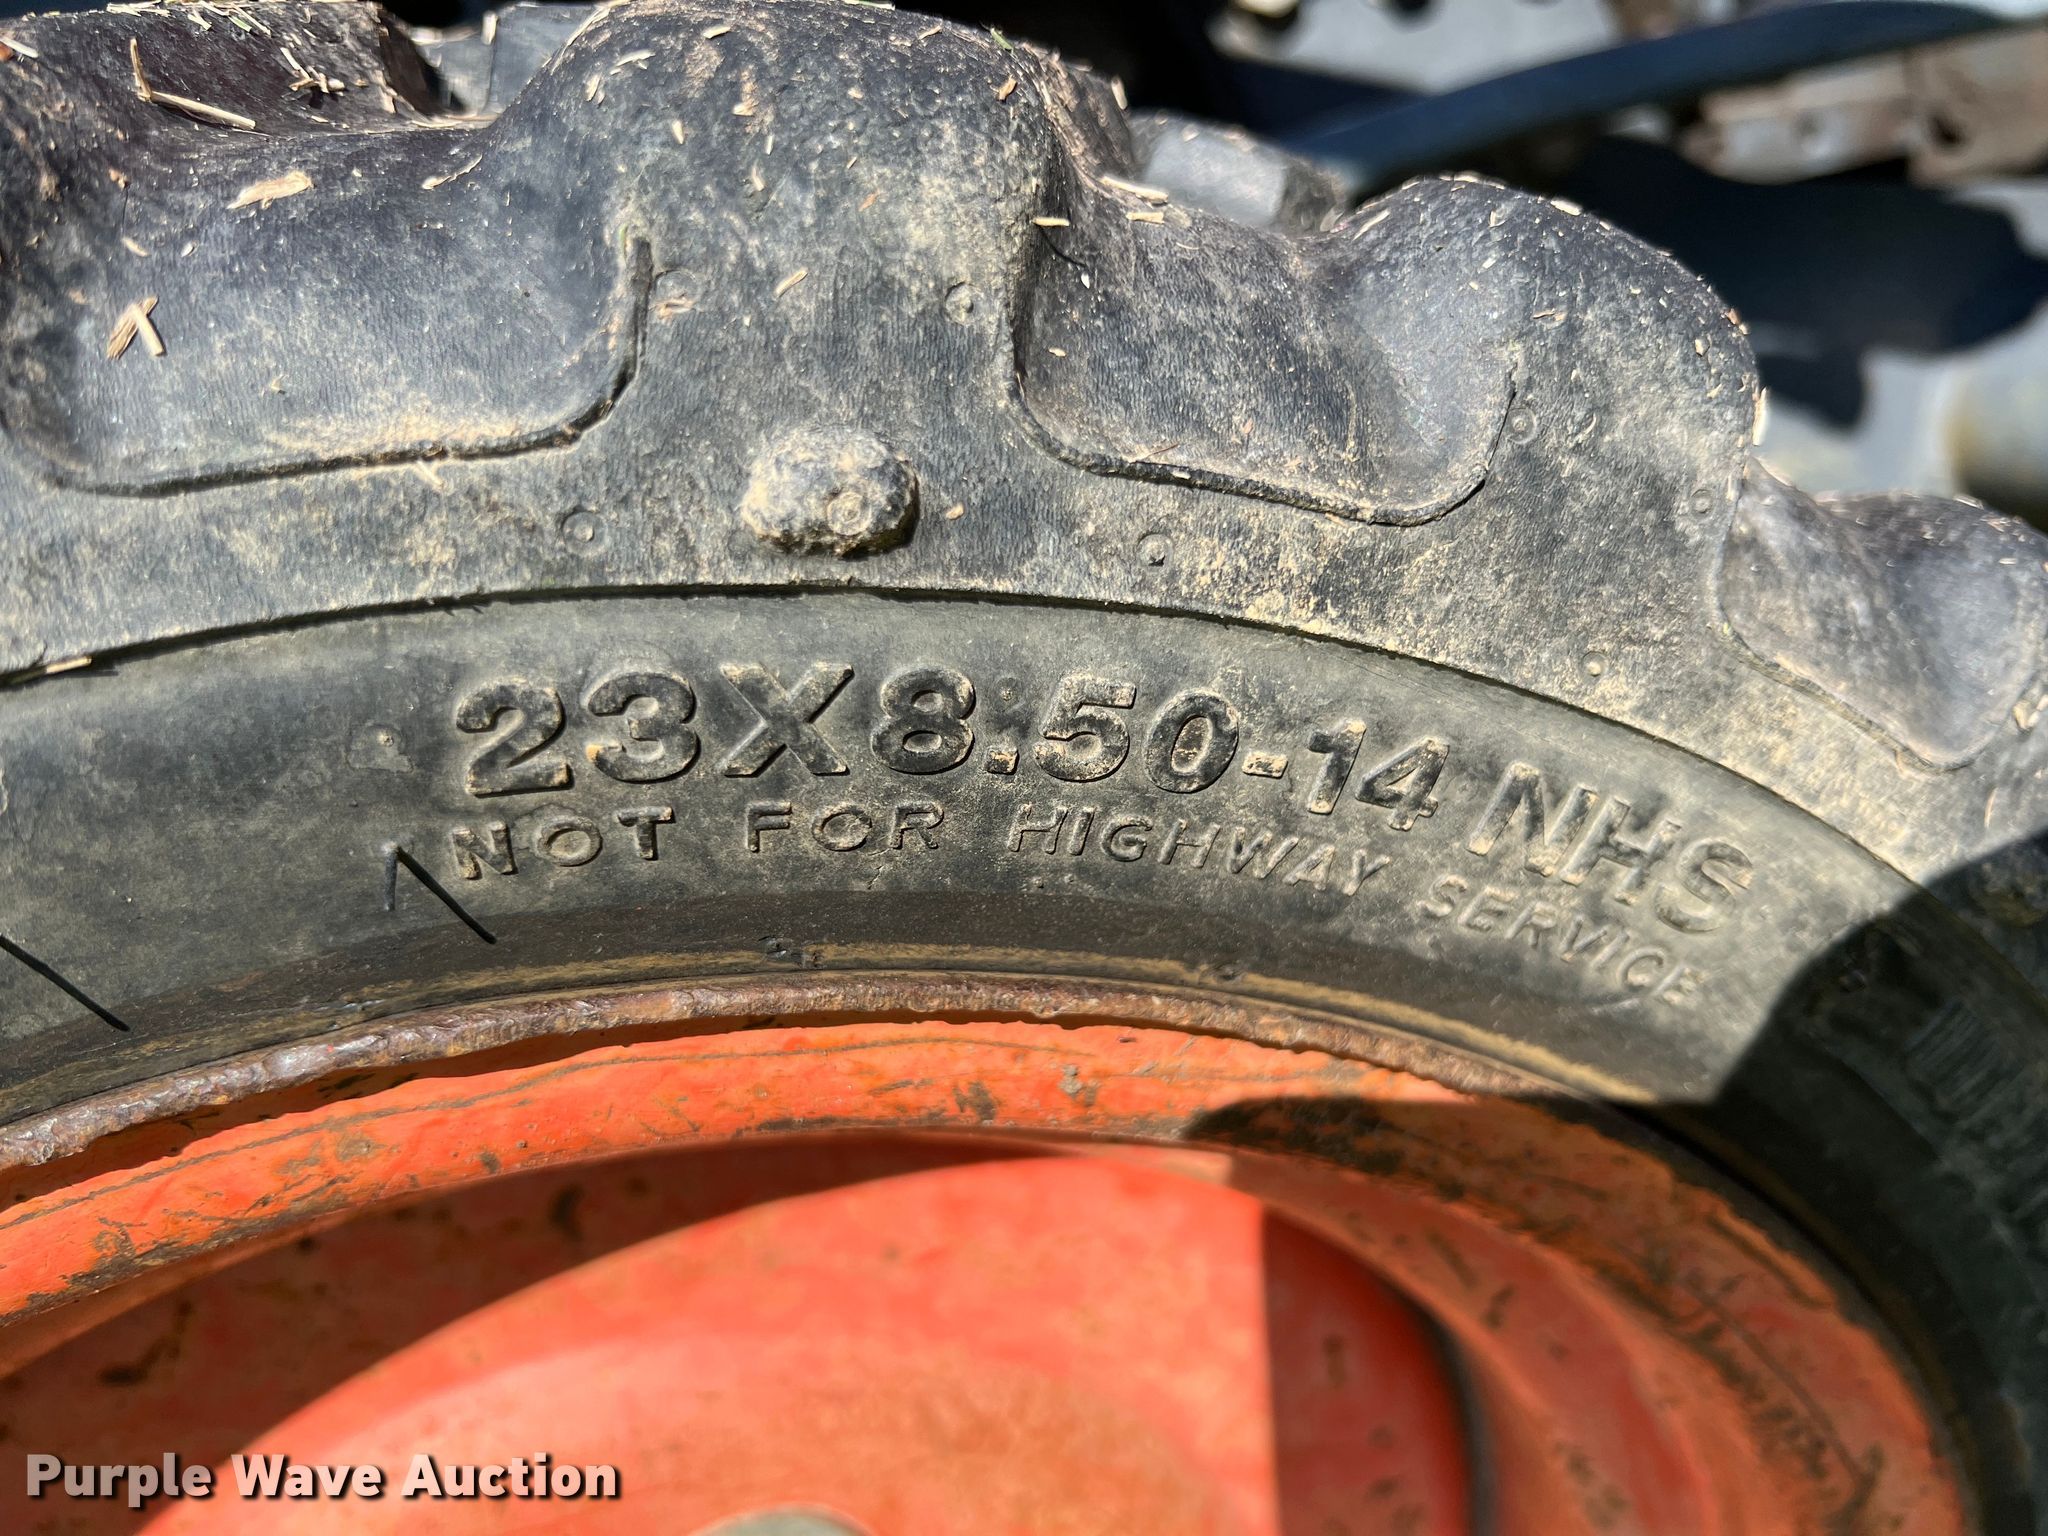 23X8.50-14 NHS
NOT FOR HIGHWAY SERVICE
Purple Wave Auction